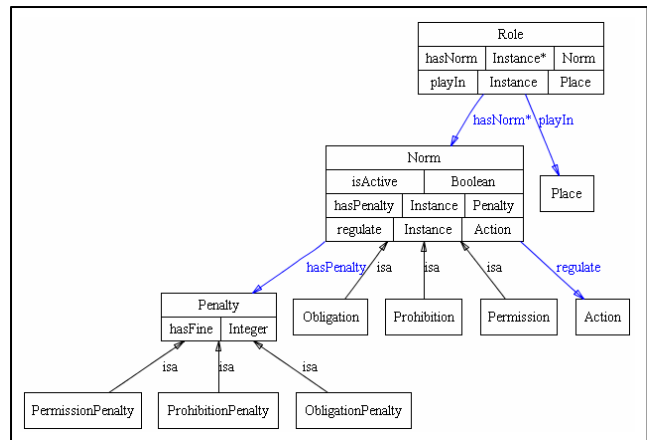 Role
hasNorm Instance* Norm
playIn Instance Place
hasNorm* playIn
Norm
isActive Boolean
hasPenalty Instance Penalty
regulate Instance Action
Place
hasPenalty isa isa isa regulate
Penalty
hasFine Integer
Obligation Prohibition Permission Action
isa isa isa
PermissionPenalty ProhibitionPenalty ObligationPenalty